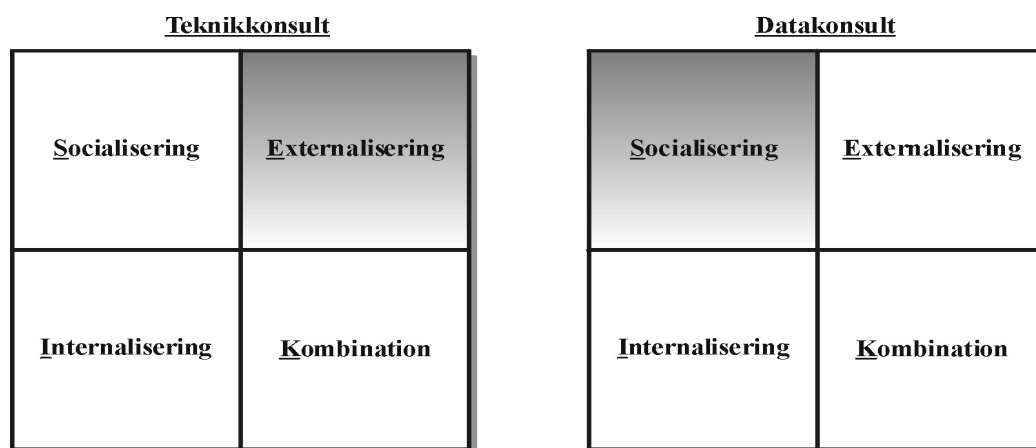 Teknikkonsult
Datakonsult
Socialisering
Externalisering
Socialisering
Externalisering
Internalisering
Kombination
Internalisering
Kombination